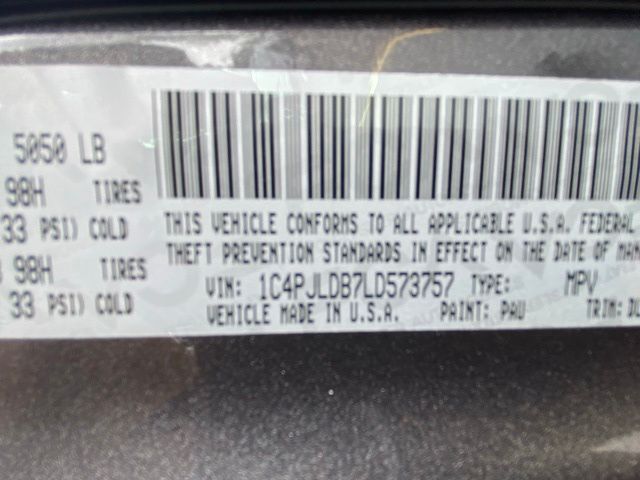 5050 LB
98H TIRES
33 PSI) COLD
98H TIRES
33 PSI) COLD
THIS VEHICLE CONFORMS TO ALL APPLICABLE U.S.A. FEDERAL
THEFT PREVENTION STANDARDS IN EFFECT ON THE DATE OF MAN
VIN: 1C4PJLDB7LD573757 TYPE: MPV
VEHICLE MADE IN U.S.A. PAINT: PAU TRIM: DL